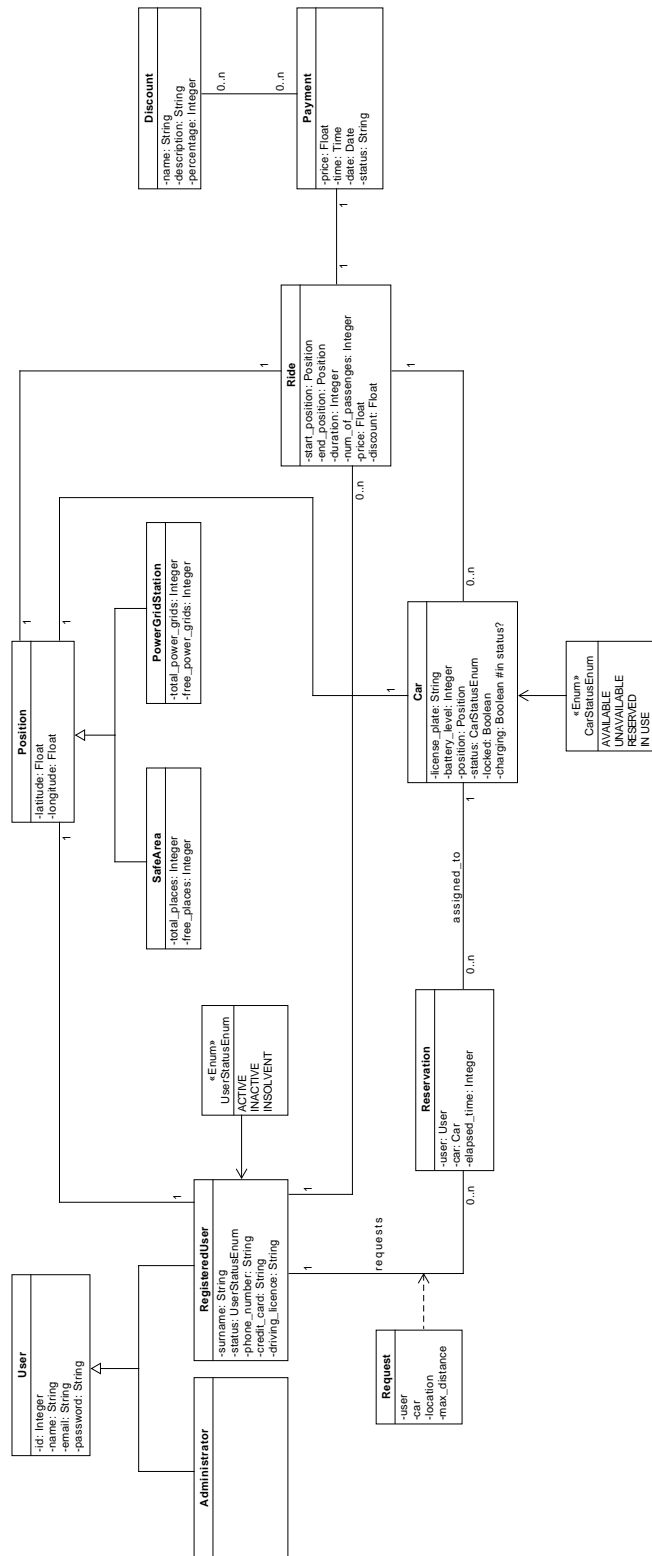 User
-id: Integer
-name: String
-email: String
-password: String
Administrator
RegisteredUser
-surname: String
-status: UserStatusEnum
-phone_number: String
-credit_card: String
-driving_licence: String
«Enum»
UserStatusEnum
ACTIVE
INACTIVE
INSOLVENT
Request
-user
-car
-location
-max_distance
requests
1
0..n
1
1
1
0..n
Reservation
-user: User
-car: Car
-elapsed_time: Integer
assigned_to
0..n
1
Position
-latitude: Float
-longitude: Float
1
1
1
1
SafeArea
-total_places: Integer
-free_places: Integer
PowerGridStation
-total_power_grids: Integer
-free_power_grids: Integer
Car
-license_plate: String
-battery_level: Integer
-position: Position
-status: CarStatusEnum
-locked: Boolean
-charging: Boolean #in status?
0..n
1
«Enum»
CarStatusEnum
AVAILABLE
UNAVAILABLE
RESERVED
IN USE
Ride
-start_position: Position
-end_position: Position
-duration: Integer
-num_of_passenges: Integer
-price: Float
-discount: Float
1
1
Discount
-name: String
-description: String
-percentage: Integer
0..n
0..n
Payment
-price: Float
-time: Time
-date: Date
-status: String